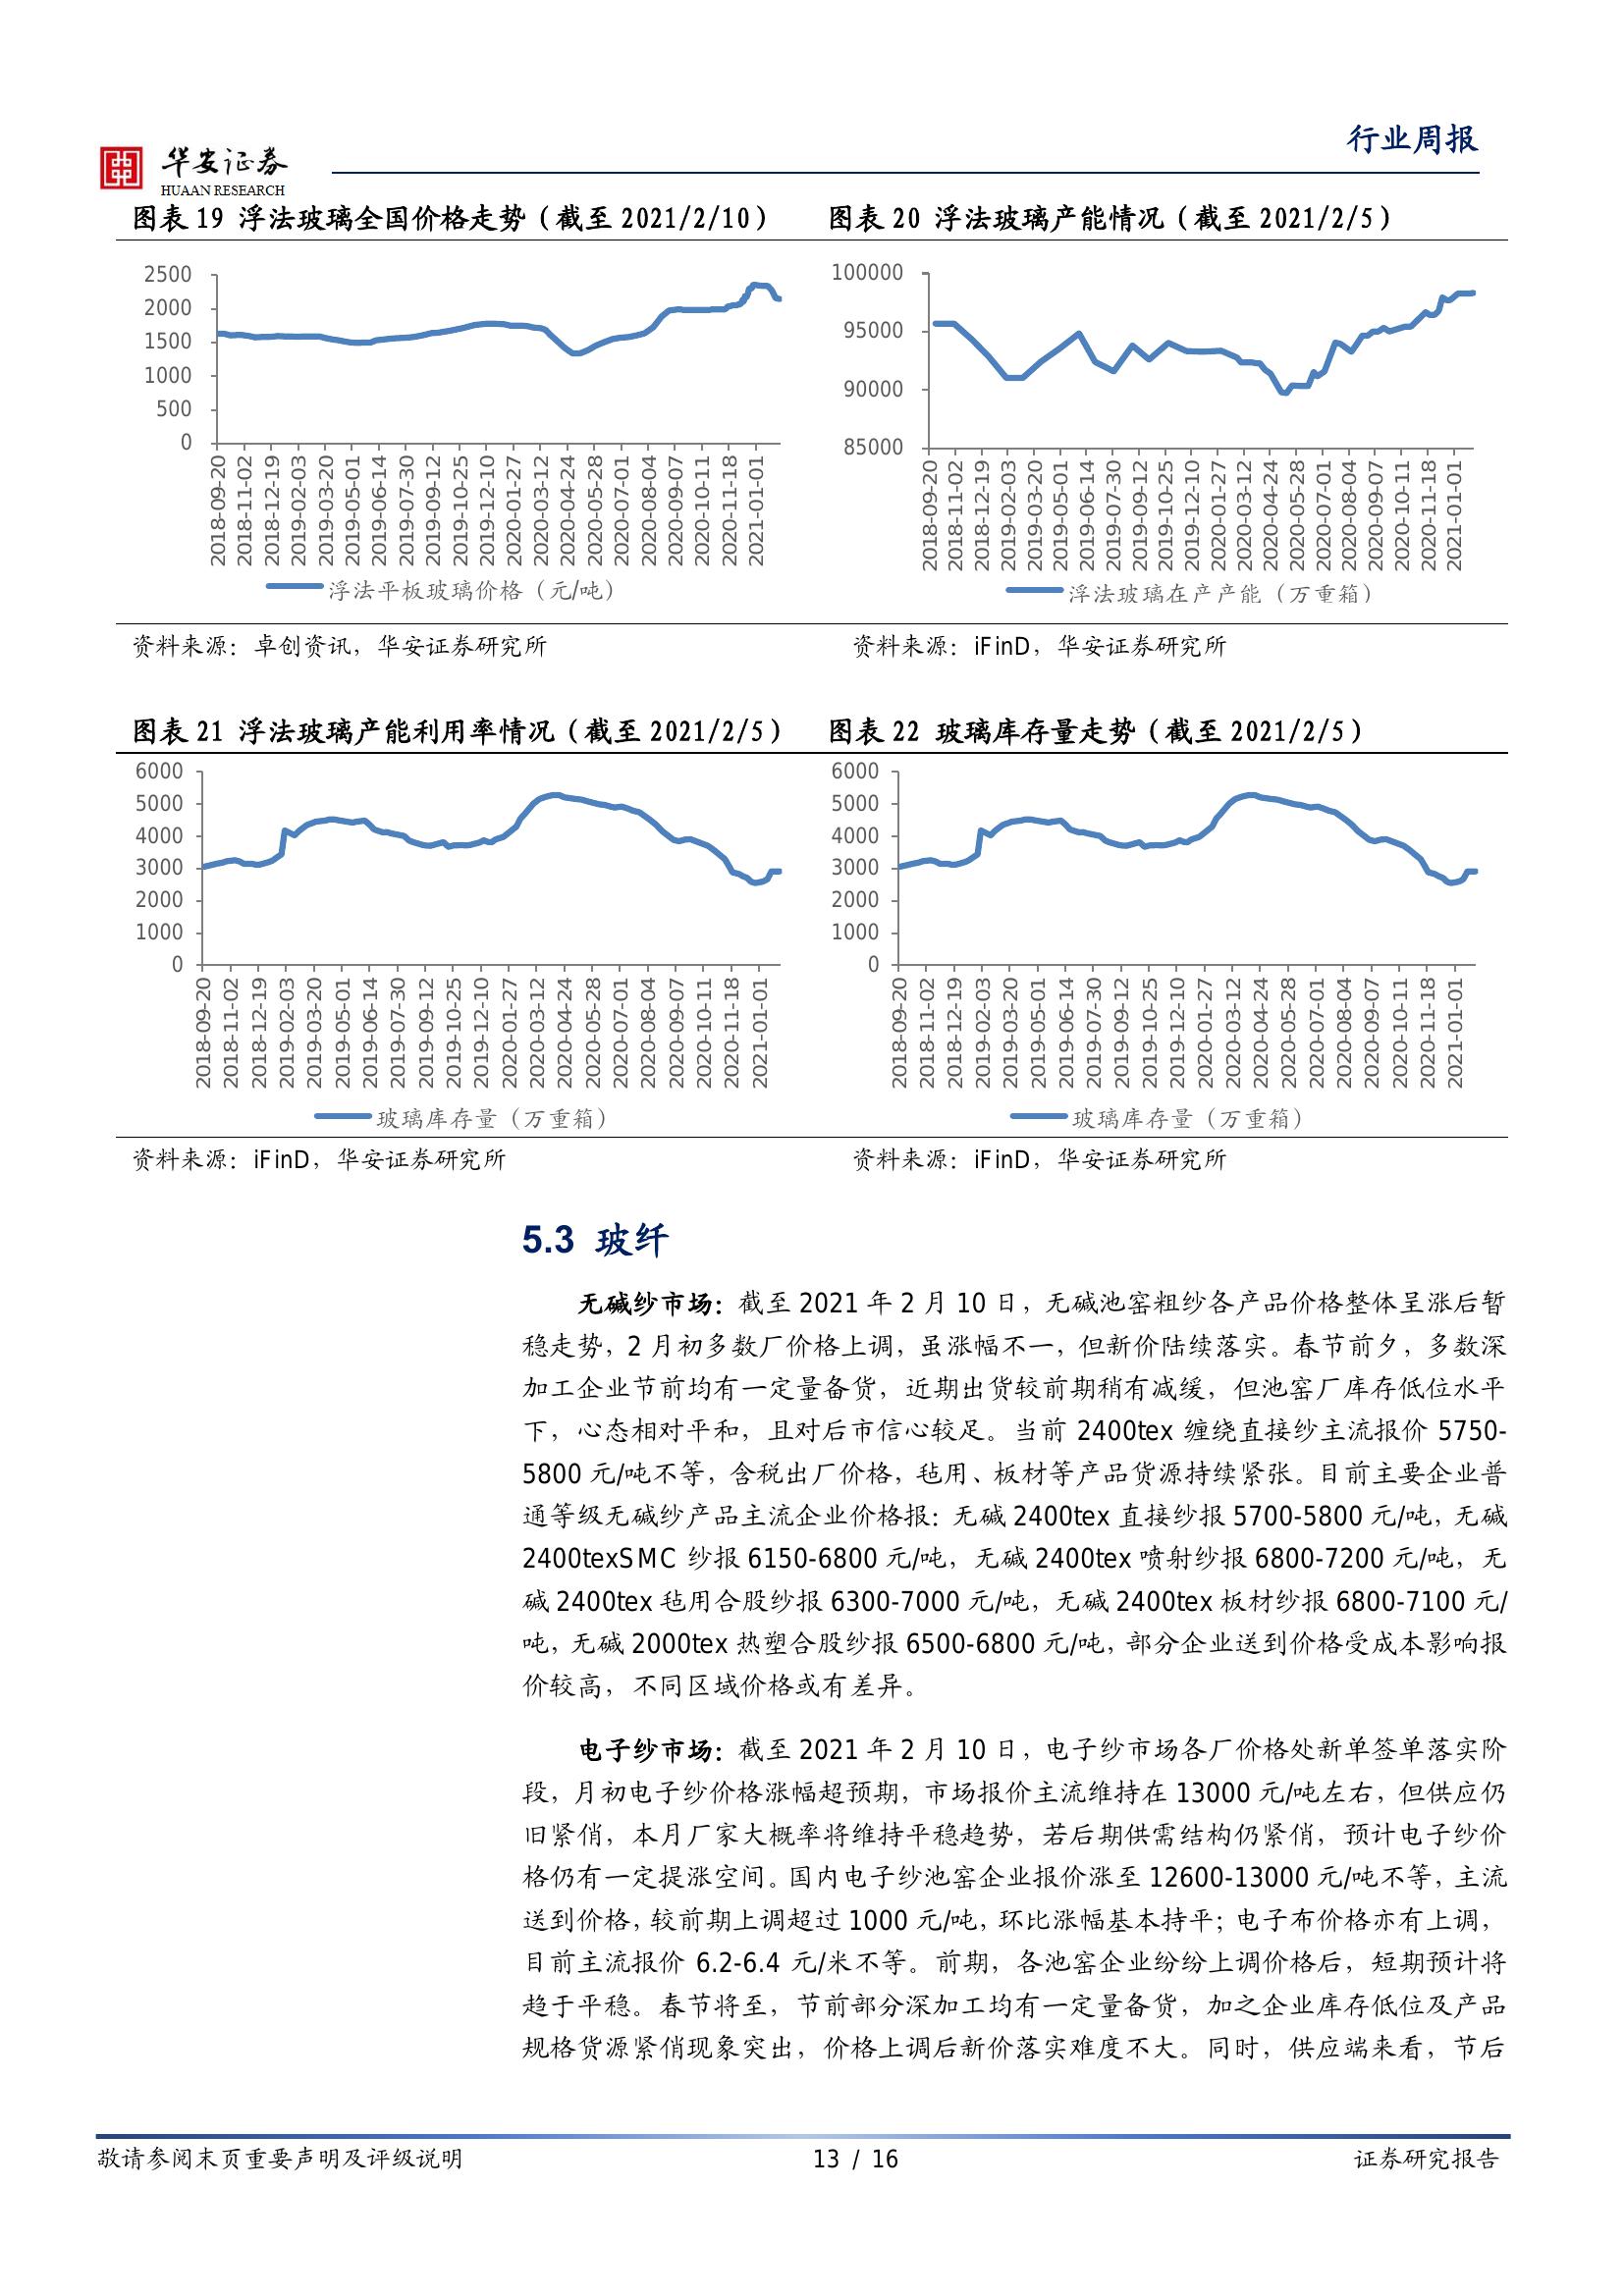 行业周报
华安证券
HUAAN RESEARCH
图表 19 浮法玻璃全国价格走势（截至 2021/2/10）
2500
2000
1500
1000
500
0
2018-09-20
2018-11-02
2018-12-19
2019-02-03
2019-03-20
2019-05-01
2019-06-14
2019-07-30
2019-09-12
2019-10-25
2019-12-10
2020-01-27
2020-03-12
2020-04-24
2020-05-28
2020-07-01
2020-08-04
2020-09-07
2020-10-11
2020-11-18
2021-01-01
浮法平板玻璃价格（元/吨）
资料来源：卓创资讯，华安证券研究所
图表 20 浮法玻璃产能情况（截至 2021/2/5）
100000
95000
90000
85000
2018-09-20
2018-11-02
2018-12-19
2019-02-03
2019-03-20
2019-05-01
2019-06-14
2019-07-30
2019-09-12
2019-10-25
2019-12-10
2020-01-27
2020-03-12
2020-04-24
2020-05-28
2020-07-01
2020-08-04
2020-09-07
2020-10-11
2020-11-18
2021-01-01
浮法玻璃在产产能（万重箱）
资料来源：iFinD，华安证券研究所
图表 21 浮法玻璃产能利用率情况（截至 2021/2/5）
6000
5000
4000
3000
2000
1000
0
2018-09-20
2018-11-02
2018-12-19
2019-02-03
2019-03-20
2019-05-01
2019-06-14
2019-07-30
2019-09-12
2019-10-25
2019-12-10
2020-01-27
2020-03-12
2020-04-24
2020-05-28
2020-07-01
2020-08-04
2020-09-07
2020-10-11
2020-11-18
2021-01-01
玻璃库存量（万重箱）
资料来源：iFinD，华安证券研究所
图表 22 玻璃库存量走势（截至 2021/2/5）
6000
5000
4000
3000
2000
1000
0
2018-09-20
2018-11-02
2018-12-19
2019-02-03
2019-03-20
2019-05-01
2019-06-14
2019-07-30
2019-09-12
2019-10-25
2019-12-10
2020-01-27
2020-03-12
2020-04-24
2020-05-28
2020-07-01
2020-08-04
2020-09-07
2020-10-11
2020-11-18
2021-01-01
玻璃库存量（万重箱）
资料来源：iFinD，华安证券研究所
5.3 玻纤
无碱纱市场：截至 2021 年 2 月 10 日，无碱池窑粗纱各产品价格整体呈涨后暂
稳走势，2 月初多数厂价格上调，虽涨幅不一，但新价陆续落实。春节前夕，多数深
加工企业节前均有一定量备货，近期出货较前期稍有减缓，但池窑厂库存低位水平
下，心态相对平和，且对后市信心较足。当前 2400tex 缠绕直接纱主流报价 5750-
5800 元/吨不等，含税出厂价格，毡用、板材等产品货源持续紧张。目前主要企业普
通等级无碱纱产品主流企业价格报：无碱 2400tex 直接纱报 5700-5800 元/吨，无碱
2400texSMC 纱报 6150-6800 元/吨，无碱 2400tex 喷射纱报 6800-7200 元/吨，无
碱 2400tex 毡用合股纱报 6300-7000 元/吨，无碱 2400tex 板材纱报 6800-7100 元/
吨，无碱 2000tex 热塑合股纱报 6500-6800 元/吨，部分企业送到价格受成本影响报
价较高，不同区域价格或有差异。
电子纱市场：截至 2021 年 2 月 10 日，电子纱市场各厂价格处新单签单落实阶
段，月初电子纱价格涨幅超预期，市场报价主流维持在 13000 元/吨左右，但供应仍
旧紧俏，本月厂家大概率将维持平稳趋势，若后期供需结构仍紧俏，预计电子纱价
格仍有一定提涨空间。国内电子纱池窑企业报价涨至 12600-13000 元/吨不等，主流
送到价格，较前期上调超过 1000 元/吨，环比涨幅基本持平；电子布价格亦有上调，
目前主流报价 6.2-6.4 元/米不等。前期，各池窑企业纷纷上调价格后，短期预计将
趋于平稳。春节将至，节前部分深加工均有一定量备货，加之企业库存低位及产品
规格货源紧俏现象突出，价格上调后新价落实难度不大。同时，供应端来看，节后
敬请参阅末页重要声明及评级说明
13 / 16
证券研究报告